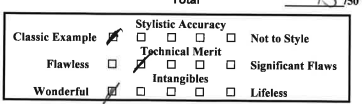 Total /50
Stylistic Accuracy
Classic Example Not to Style
Technical Merit
Flawless Significant Flaws
Intangibles
Wonderful Lifeless